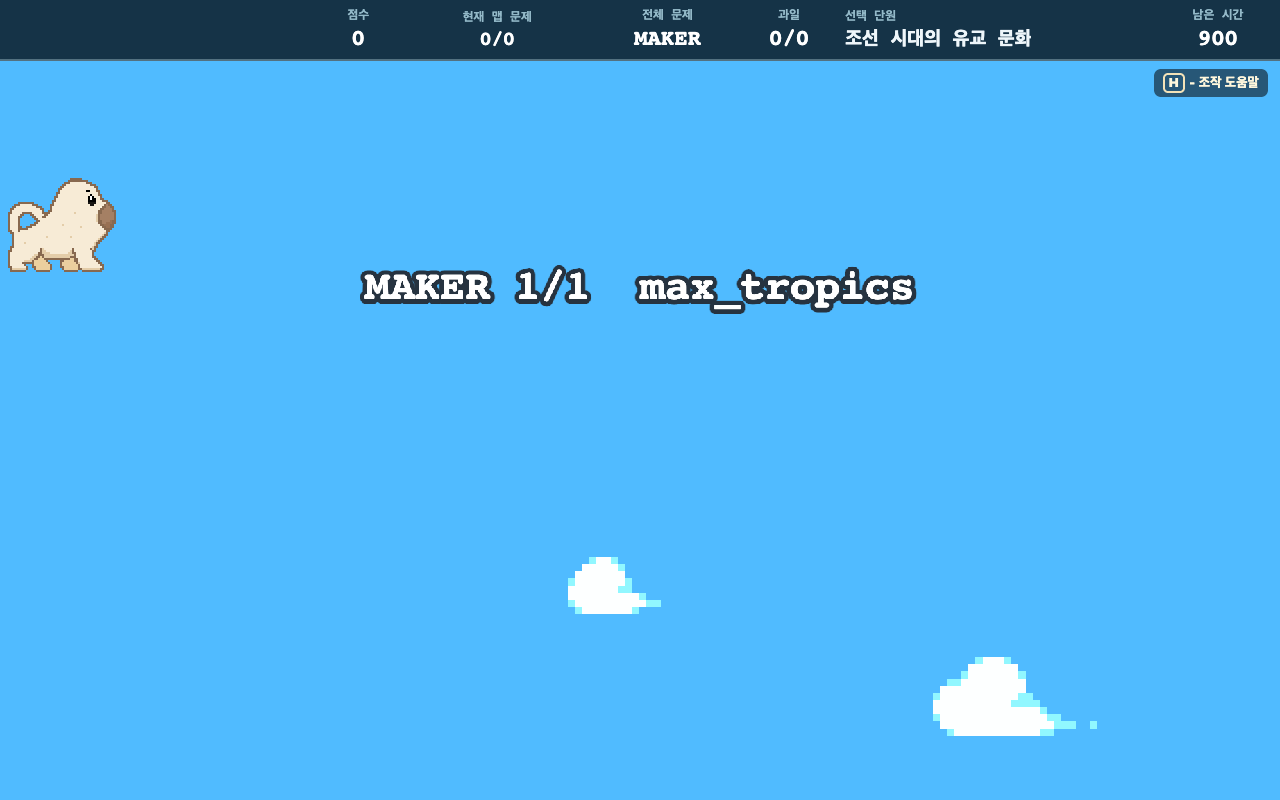 점수
0
현재 맵 문제
0/0
전체 문제
MAKER
과일
0/0
선택 단원
조선 시대의 유교 문화
남은 시간
900
H - 조작 도움말
MAKER 1/1 max_tropics